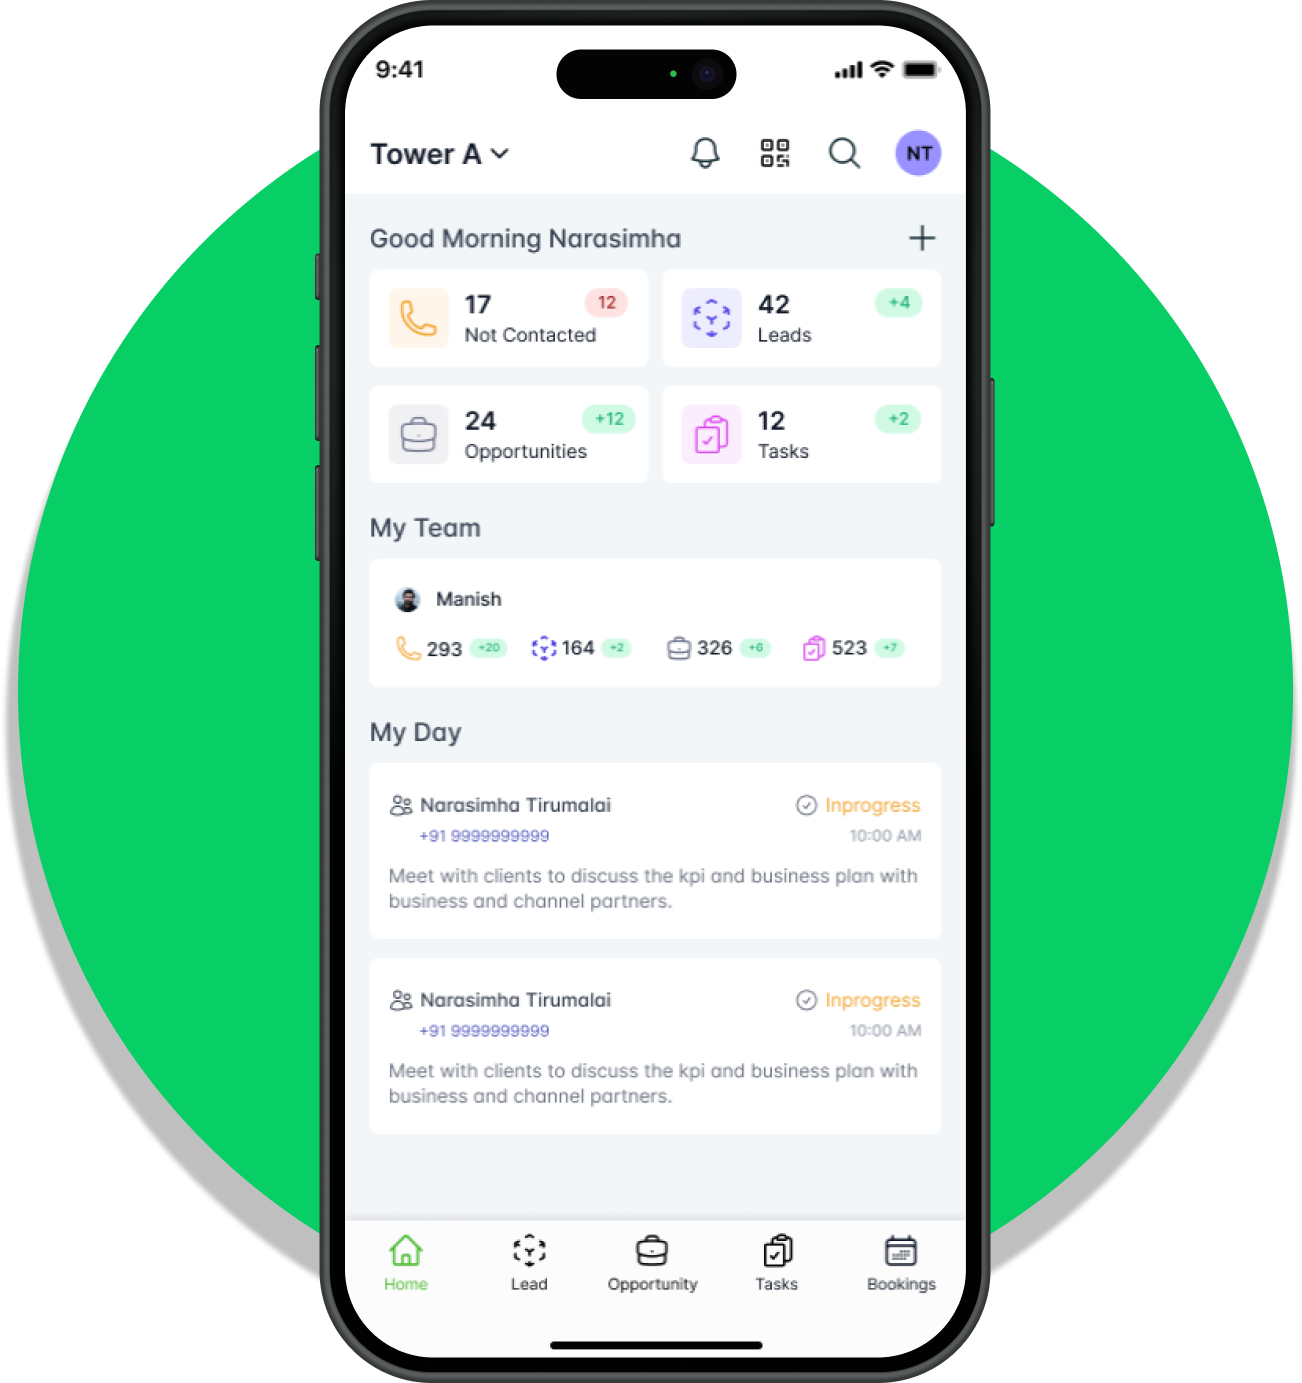 9:41
Tower A
NT
Good Morning Narasimha
17 12
Not Contacted
42 +4
Leads
24 +12
Opportunities
12 +2
Tasks
My Team
Manish
293 +20 164 +2 326 +6 523 +7
My Day
Narasimha Tirumalai Inprogress
+91 9999999999 10:00 AM
Meet with clients to discuss the kpi and business plan with
business and channel partners.
Narasimha Tirumalai Inprogress
+91 9999999999 10:00 AM
Meet with clients to discuss the kpi and business plan with
business and channel partners.
Home Lead Opportunity Tasks Bookings